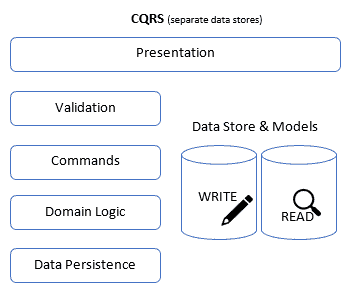 CQRS (separate data stores)
Presentation
Validation
Data Store & Models
Commands
WRITE
READ
Domain Logic
Data Persistence